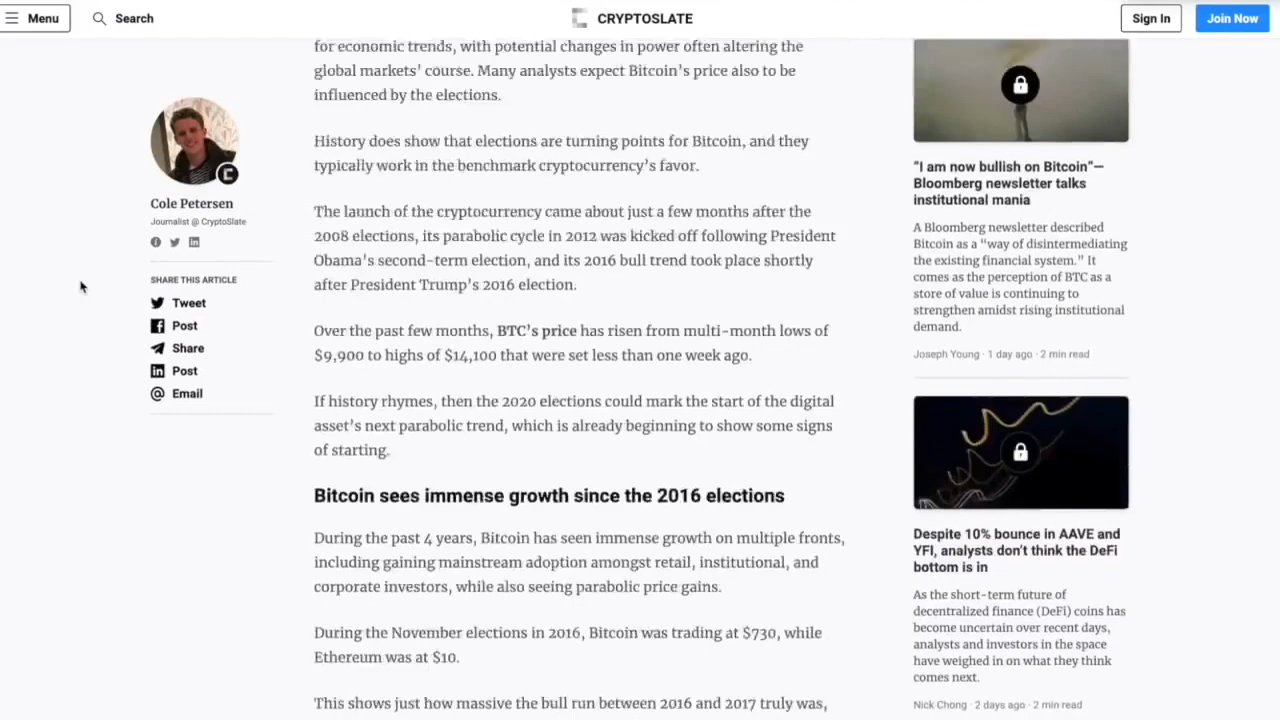 Menu
Search
CRYPTOSLATE
Sign In
Join Now
Cole Petersen
Journalist @ CryptoSlate
SHARE THIS ARTICLE
Tweet
Post
Share
Post
Email
for economic trends, with potential changes in power often altering the
global markets’ course. Many analysts expect Bitcoin’s price also to be
influenced by the elections.
History does show that elections are turning points for Bitcoin, and they
typically work in the benchmark cryptocurrency’s favor.
The launch of the cryptocurrency came about just a few months after the
2008 elections, its parabolic cycle in 2012 was kicked off following President
Obama’s second-term election, and its 2016 bull trend took place shortly
after President Trump’s 2016 election.
Over the past few months, BTC’s price has risen from multi-month lows of
$9,900 to highs of $14,100 that were set less than one week ago.
If history rhymes, then the 2020 elections could mark the start of the digital
asset’s next parabolic trend, which is already beginning to show some signs
of starting.
Bitcoin sees immense growth since the 2016 elections
During the past 4 years, Bitcoin has seen immense growth on multiple fronts,
including gaining mainstream adoption amongst retail, institutional, and
corporate investors, while also seeing parabolic price gains.
During the November elections in 2016, Bitcoin was trading at $730, while
Ethereum was at $10.
This shows just how massive the bull run between 2016 and 2017 truly was,
“I am now bullish on Bitcoin”—
Bloomberg newsletter talks
institutional mania
A Bloomberg newsletter described
Bitcoin as a “way of disintermediating
the existing financial system.” It
comes as the perception of BTC as a
store of value is continuing to
strengthen amidst rising institutional
demand.
Joseph Young · 1 day ago · 2 min read
Despite 10% bounce in AAVE and
YFI, analysts don’t think the DeFi
bottom is in
As the short-term future of
decentralized finance (DeFi) coins has
become uncertain over recent days,
analysts and investors in the space
have weighed in on what they think
comes next.
Nick Chong · 2 days ago · 2 min read